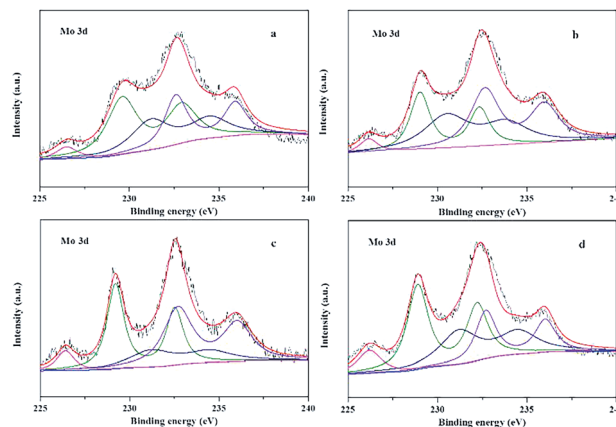 Mo 3d
a
Intensity (a.u.)
225 230 235 240
Binding energy (eV)
Mo 3d
b
Intensity (a.u.)
225 230 235 24
Binding energy (eV)
Mo 3d
c
Intensity (a.u.)
225 230 235 240
Binding energy (eV)
Mo 3d
d
Intensity (a.u.)
225 230 235 24
Binding energy (eV)